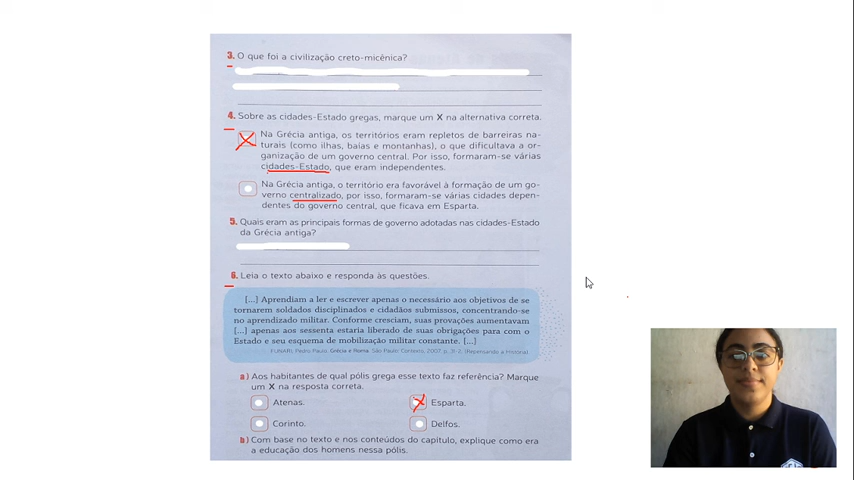 3. O que foi a civilização creto-micênica?
4. Sobre as cidades-Estado gregas, marque um X na alternativa correta.
Na Grécia antiga, os territórios eram repletos de barreiras na-
turais (como ilhas, baías e montanhas), o que dificultava a or-
ganização de um governo central. Por isso, formaram-se várias
cidades-Estado, que eram independentes.
Na Grécia antiga, o território era favorável à formação de um go-
verno centralizado, por isso, formaram-se várias cidades depen-
dentes do governo central, que ficava em Esparta.
5. Quais eram as principais formas de governo adotadas nas cidades-Estado
da Grécia antiga?
6. Leia o texto abaixo e responda às questões.
[...] Aprendiam a ler e escrever apenas o necessário aos objetivos de se
tornarem soldados disciplinados e cidadãos submissos, concentrando-se
no aprendizado militar. Conforme cresciam, suas provações aumentavam
[...] apenas aos sessenta estaria liberado de suas obrigações para com o
Estado e seu esquema de mobilização militar constante. [...]
FUNARI, Pedro Paulo. Grécia e Roma. São Paulo: Contexto, 2007. p. 31-2. (Repensando a História).
a) Aos habitantes de qual pólis grega esse texto faz referência? Marque
um X na resposta correta.
Atenas. Esparta.
Corinto. Delfos.
b) Com base no texto e nos conteúdos do capítulo, explique como era
a educação dos homens nessa pólis.